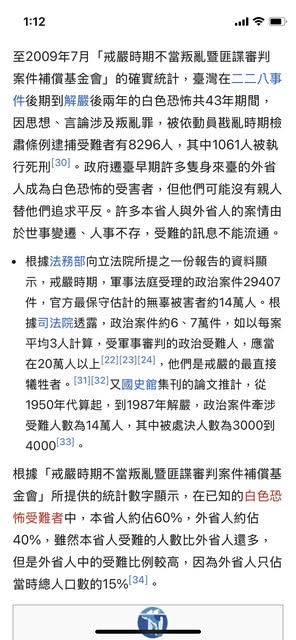 1:12
至2009年7月「戒嚴時期不當叛亂暨匪諜審判
案件補償基金會」的確實統計，臺灣在二二八事
件後期到解嚴後兩年的白色恐怖共43年期間，
因思想、言論涉及叛亂罪，被依動員戡亂時期檢
肅條例逮捕受難者有8296人，其中1061人被執
行死刑[30]。政府遷臺早期許多隻身來臺的外省
人成為白色恐怖的受害者，但他們可能沒有親人
替他們追求平反。許多本省人與外省人的案情由
於世事變遷、人事不存，受難的訊息不能流通。
• 根據法務部向立法院所提之一份報告的資料顯
示，戒嚴時期，軍事法庭受理的政治案件29407
件，官方最保守估計的無辜被害者約14萬人。根
據司法院透露，政治案件約6、7萬件，如以每案
平均3人計算，受軍事審判的政治受難人，應當
在20萬人以上[22][23][24]，他們是戒嚴的最直接
犧牲者。[31][32]又國史館集刊的論文推計，從
1950年代算起，到1987年解嚴，政治案件牽涉
受難人數為14萬人，其中被處決人數為3000到
4000[33]。
根據「戒嚴時期不當叛亂暨匪諜審判案件補償基
金會」所提供的統計數字顯示，在已知的白色恐
怖受難者中，本省人約佔60%，外省人約佔
40%，雖然本省人受難的人數比外省人還多，
但是外省人中的受難比例較高，因為外省人只佔
當時總人口數的15%[34]。